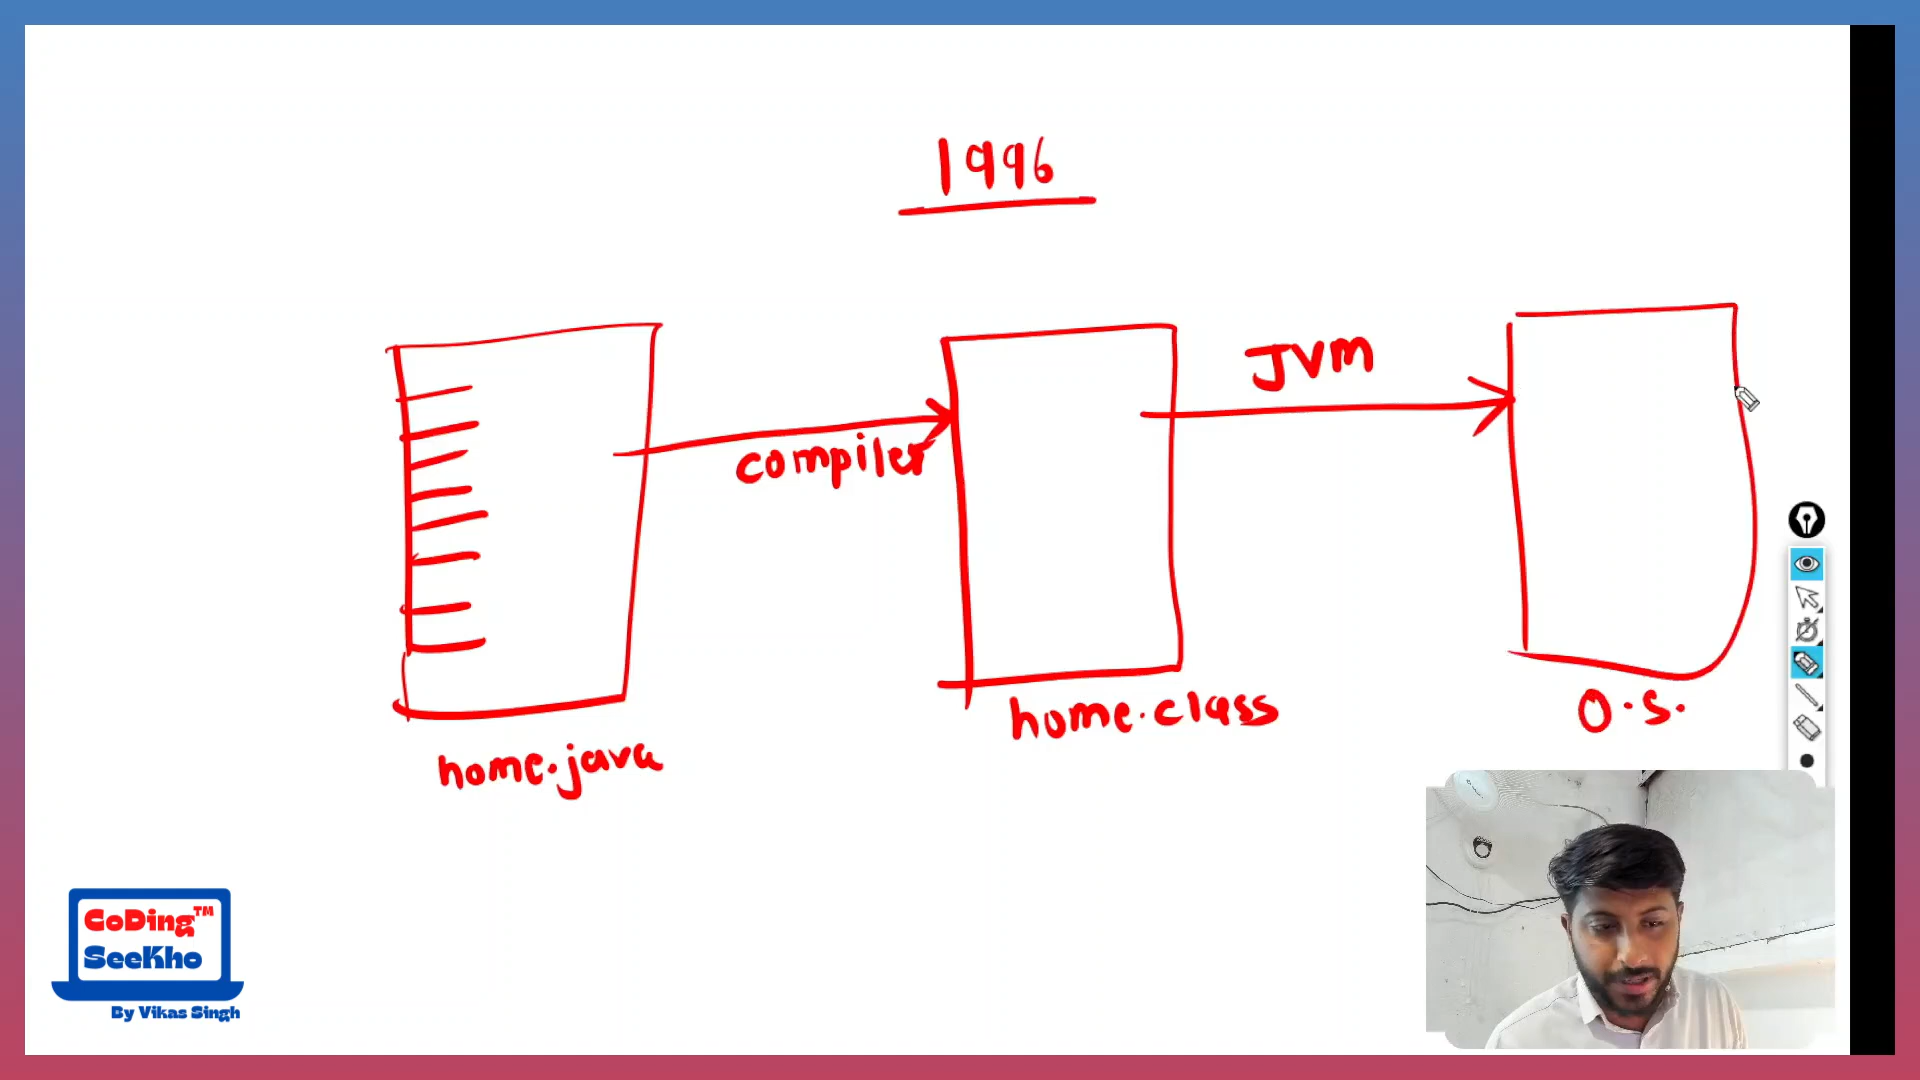 1996
JVM
compiler
home.java
home.class
O.S.
CoDing™
SeeKho
By Vikas Singh